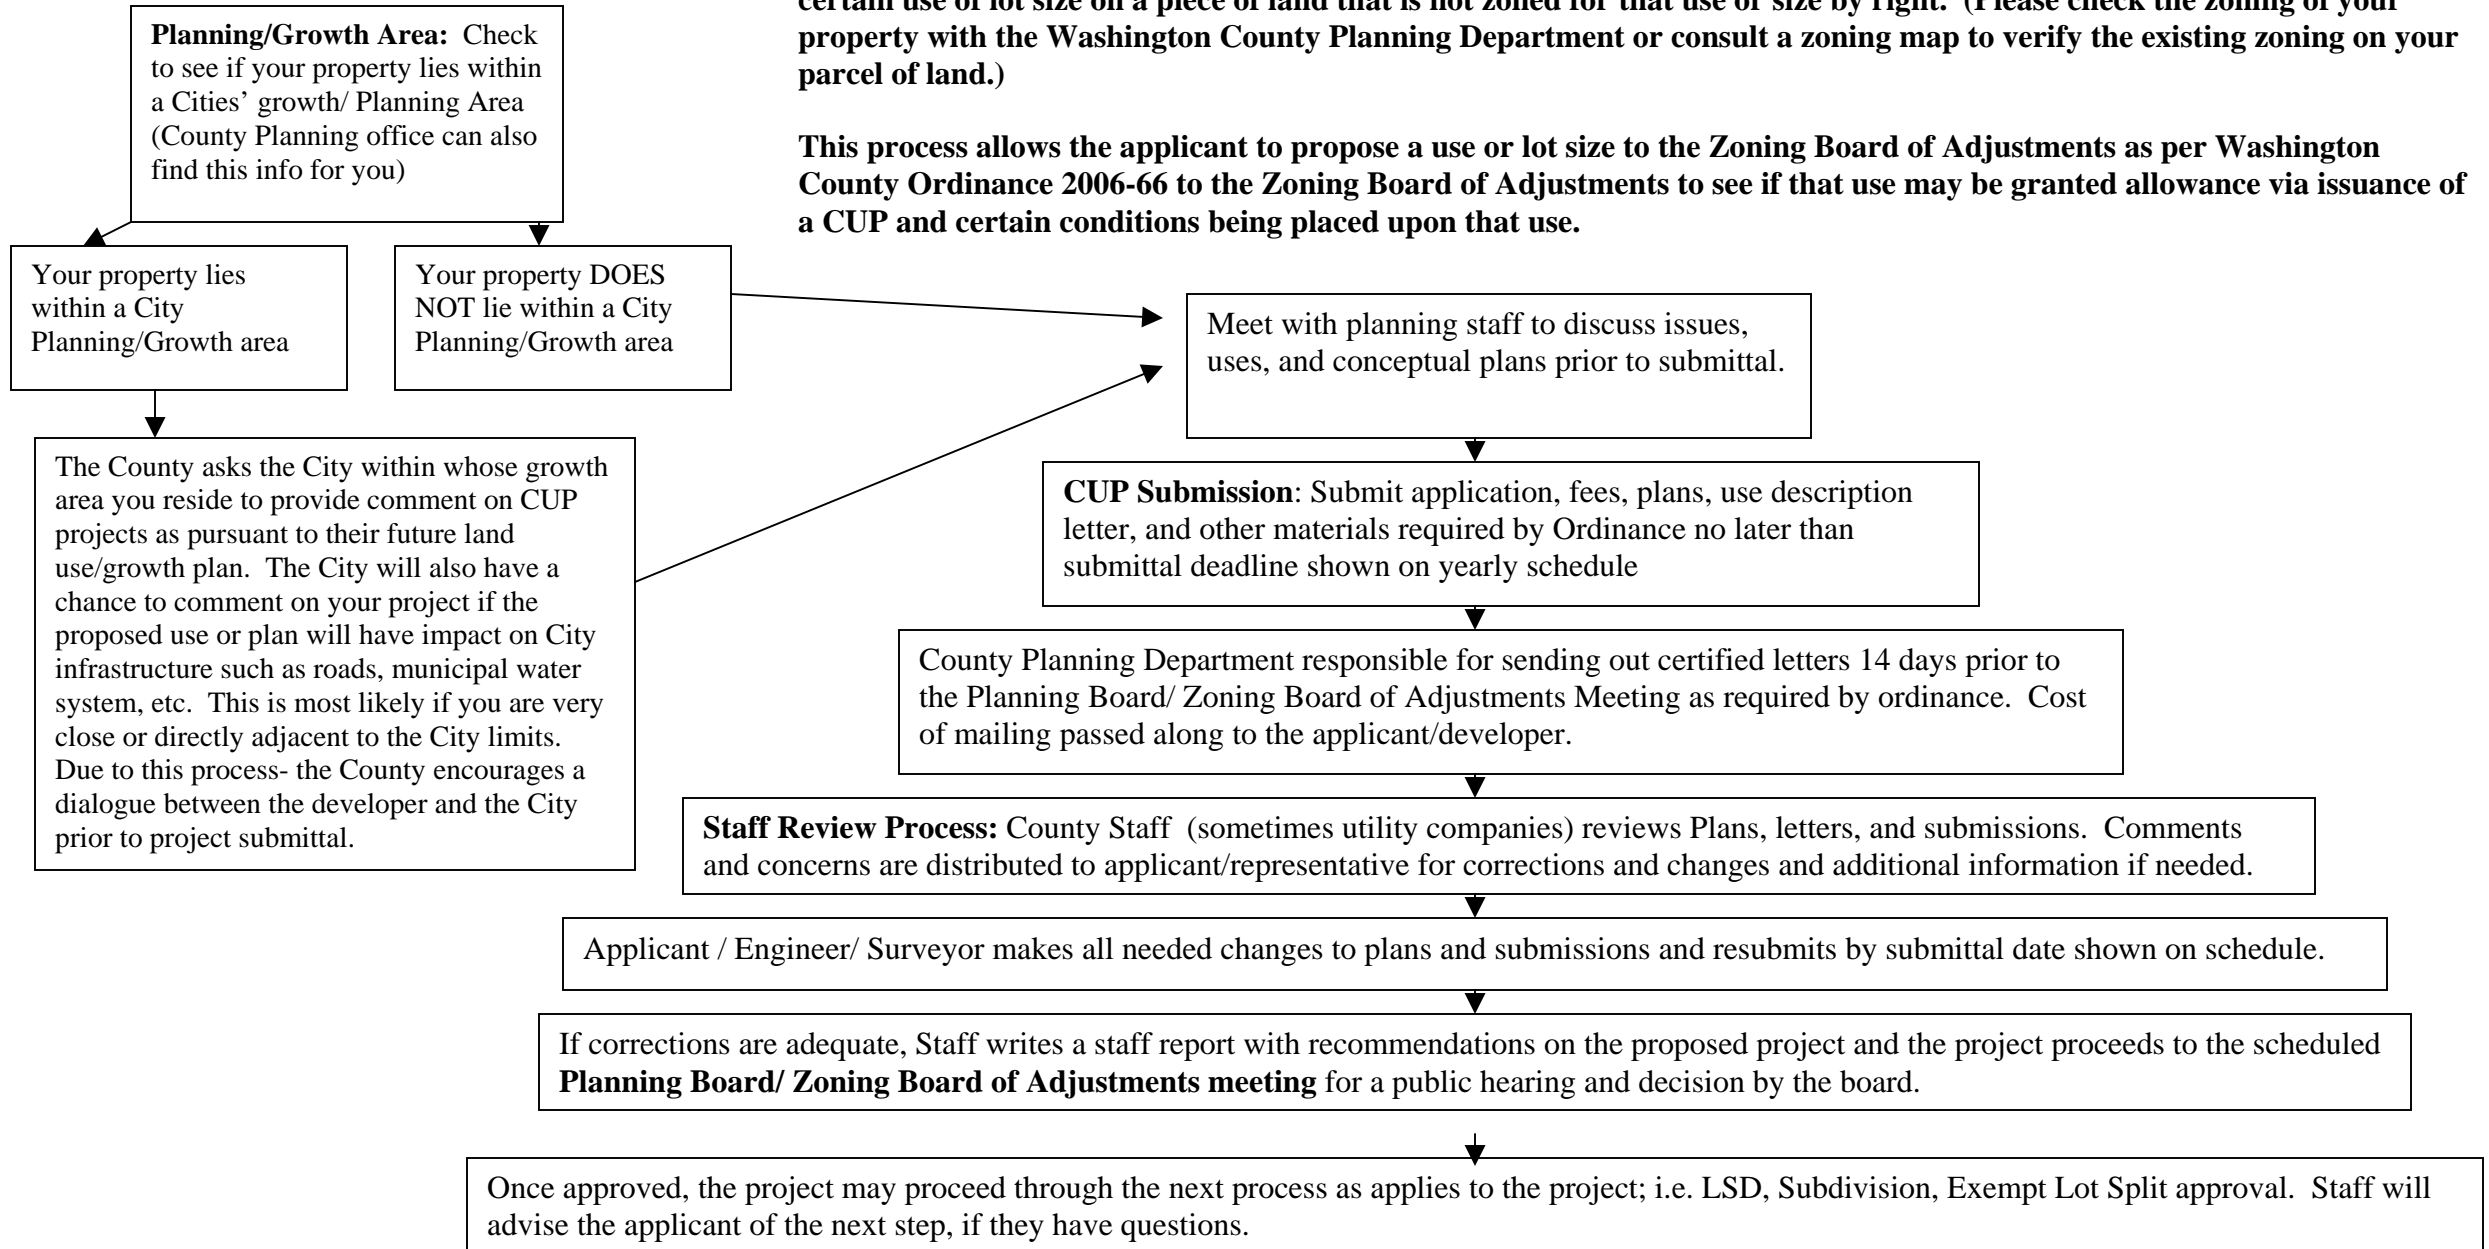 certain use or lot size on a piece of land that is not zoned for that use or size by right.  (Please check the zoning of your
property with the Washington County Planning Department or consult a zoning map to verify the existing zoning on your
parcel of land.)
This process allows the applicant to propose a use or lot size to the Zoning Board of Adjustments as per Washington
County Ordinance 2006-66 to the Zoning Board of Adjustments to see if that use may be granted allowance via issuance of
a CUP and certain conditions being placed upon that use.
Planning/Growth Area:  Check
to see if your property lies within
a Cities’ growth/ Planning Area
(County Planning office can also
find this info for you)
Your property lies
within a City
Planning/Growth area
Your property DOES
NOT lie within a City
Planning/Growth area
The County asks the City within whose growth
area you reside to provide comment on CUP
projects as pursuant to their future land
use/growth plan.  The City will also have a
chance to comment on your project if the
proposed use or plan will have impact on City
infrastructure such as roads, municipal water
system, etc.  This is most likely if you are very
close or directly adjacent to the City limits.
Due to this process- the County encourages a
dialogue between the developer and the City
prior to project submittal.
Meet with planning staff to discuss issues,
uses, and conceptual plans prior to submittal.
CUP Submission: Submit application, fees, plans, use description
letter, and other materials required by Ordinance no later than
submittal deadline shown on yearly schedule
County Planning Department responsible for sending out certified letters 14 days prior to
the Planning Board/ Zoning Board of Adjustments Meeting as required by ordinance.  Cost
of mailing passed along to the applicant/developer.
Staff Review Process: County Staff  (sometimes utility companies) reviews Plans, letters, and submissions.  Comments
and concerns are distributed to applicant/representative for corrections and changes and additional information if needed.
Applicant / Engineer/ Surveyor makes all needed changes to plans and submissions and resubmits by submittal date shown on schedule.
If corrections are adequate, Staff writes a staff report with recommendations on the proposed project and the project proceeds to the scheduled
Planning Board/ Zoning Board of Adjustments meeting for a public hearing and decision by the board.
Once approved, the project may proceed through the next process as applies to the project; i.e. LSD, Subdivision, Exempt Lot Split approval.  Staff will
advise the applicant of the next step, if they have questions.